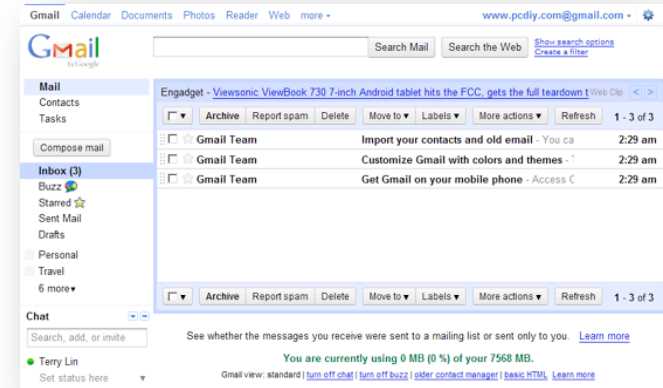 Gmail Calendar Documents Photos Reader Web more ▾ www.pcdiy.com@gmail.com ▾
GMail by Google
Search Mail Search the Web Show search options
Create a filter
Mail
Contacts
Tasks
Compose mail
Inbox (3)
Buzz
Starred
Sent Mail
Drafts
Personal
Travel
6 more▾
Chat
Search, add, or invite
Terry Lin
Set status here
Engadget - Viewsonic ViewBook 730 7-inch Android tablet hits the FCC, gets the full teardown t Web Clip < >
Archive Report spam Delete Move to ▾ Labels ▾ More actions ▾ Refresh 1 - 3 of 3
Gmail Team Import your contacts and old email - You ca 2:29 am
Gmail Team Customize Gmail with colors and themes - 2:29 am
Gmail Team Get Gmail on your mobile phone - Access 2:29 am
Archive Report spam Delete Move to ▾ Labels ▾ More actions ▾ Refresh 1 - 3 of 3
See whether the messages you receive were sent to a mailing list or sent only to you. Learn more
You are currently using 0 MB (0 %) of your 7568 MB.
Gmail view: standard | turn off chat | turn off buzz | older contact manager | basic HTML Learn more